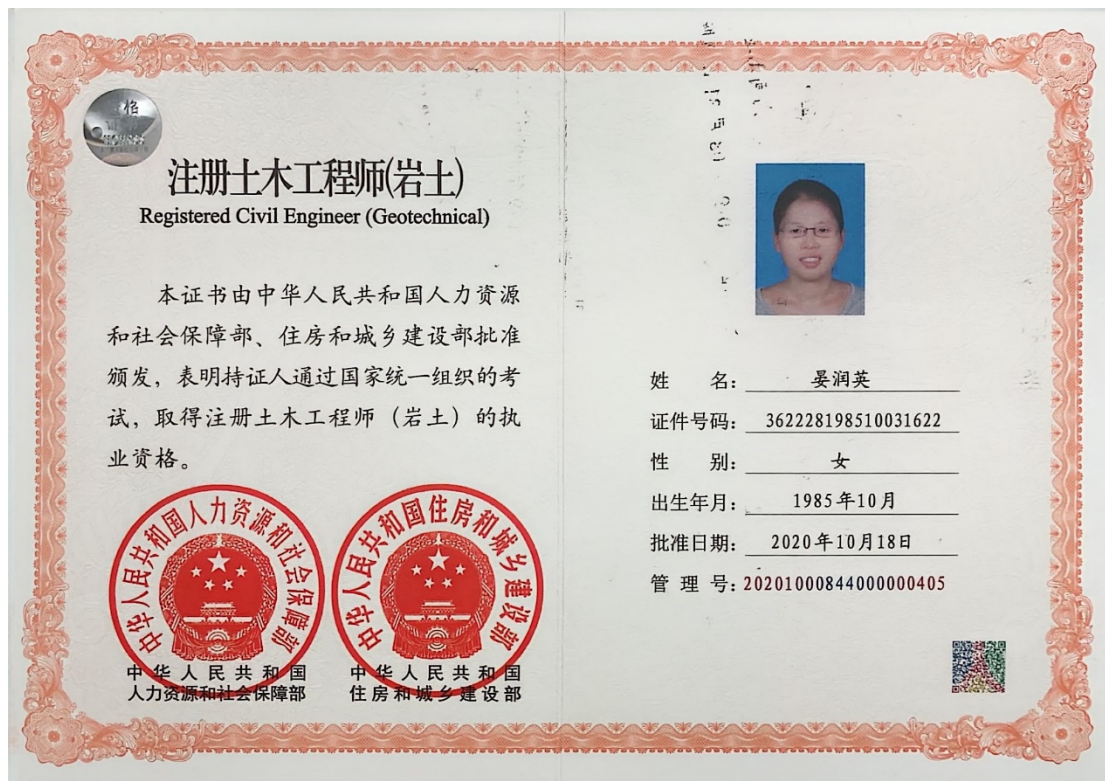 注册土木工程师(岩土)
Registered Civil Engineer (Geotechnical)
本证书由中华人民共和国人力资源
和社会保障部、住房和城乡建设部批准
颁发，表明持证人通过国家统一组织的考
试，取得注册土木工程师（岩土）的执
业资格。
中华人民共和国人力资源和社会保障部
中华人民共和国住房和城乡建设部
中华人民共和国
人力资源和社会保障部
中华人民共和国
住房和城乡建设部
姓 名： 晏润英
证件号码： 362228198510031622
性 别： 女
出生年月： 1985年10月
批准日期： 2020年10月18日
管 理 号：20201000844000000405